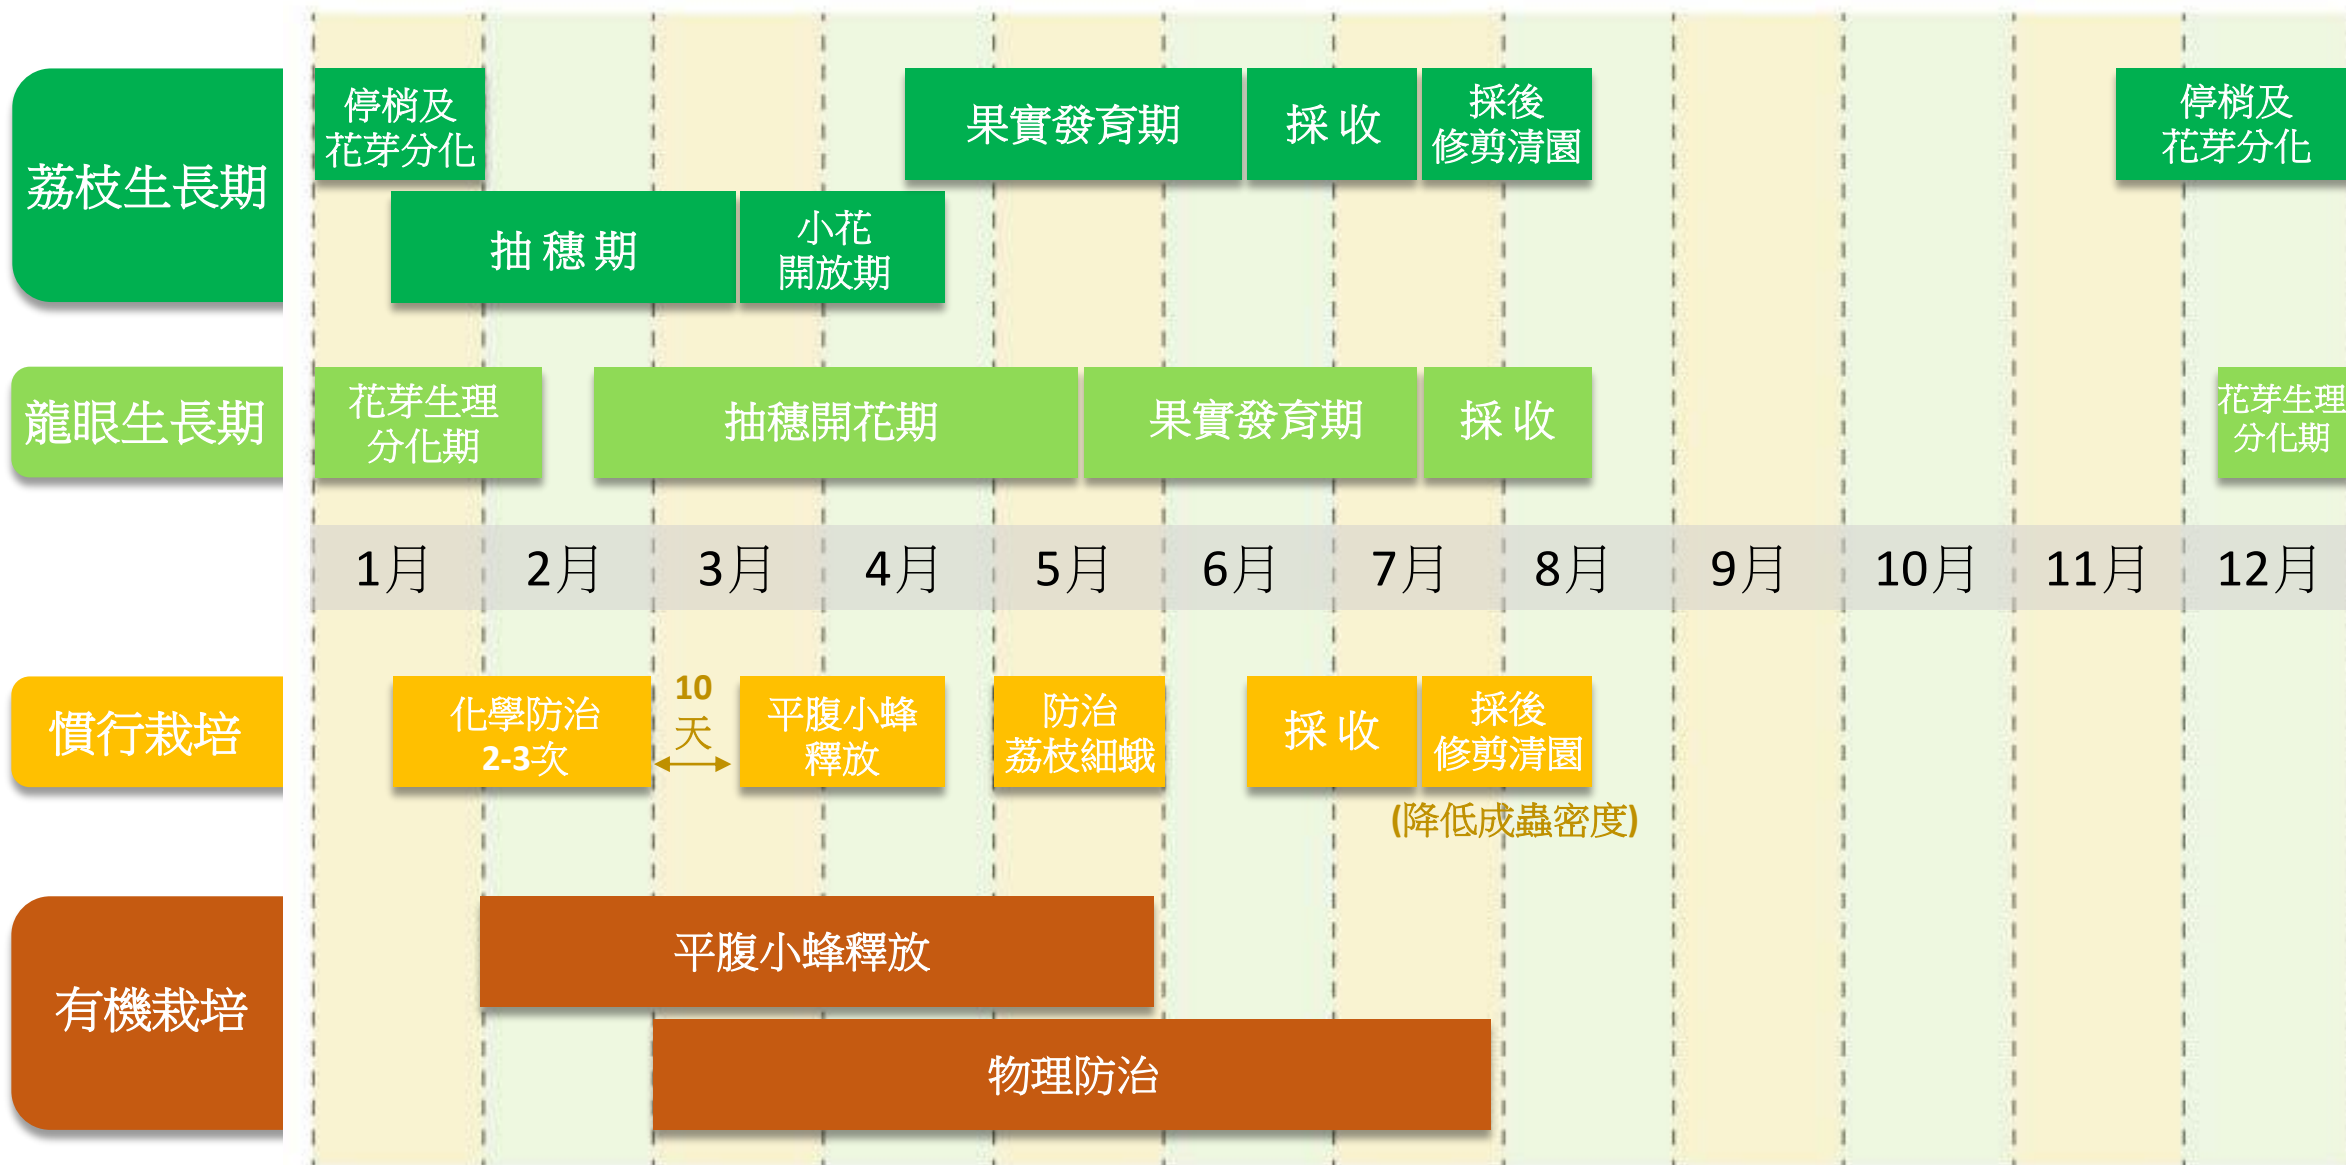 荔枝生長期
停梢及
花芽分化
果實發育期
採 收
採後
修剪清園
停梢及
花芽分化
抽 穗 期
小花
開放期
龍眼生長期
花芽生理
分化期
抽穗開花期
果實發育期
採 收
花芽生理
分化期
1月
2月
3月
4月
5月
6月
7月
8月
9月
10月
11月
12月
慣行栽培
化學防治
2-3次
10
天
平腹小蜂
釋放
防治
荔枝細蛾
採 收
採後
修剪清園
(降低成蟲密度)
有機栽培
平腹小蜂釋放
物理防治